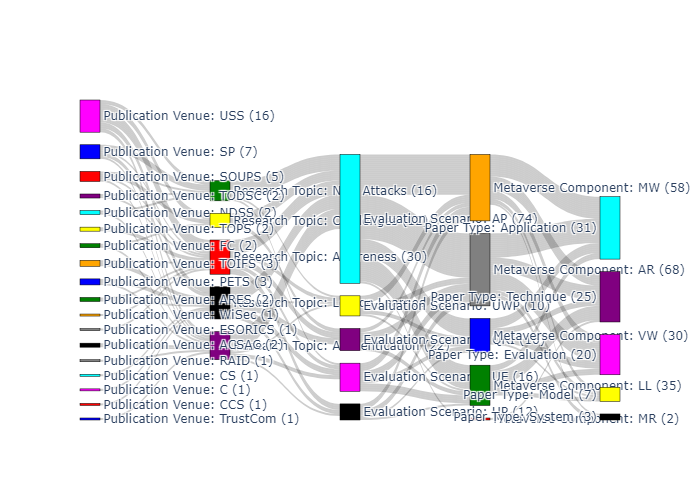 Publication Venue: USS (16)
Publication Venue: SP (7)
Publication Venue: SOUPS (5)
Publication Venue: TODSC (2)
Publication Venue: NDSS (2)
Publication Venue: TOPS (2)
Publication Venue: FC (2)
Publication Venue: TOIFS (3)
Publication Venue: PETS (3)
Publication Venue: ARES (2)
Publication Venue: WiSec (1)
Publication Venue: ESORICS (1)
Publication Venue: ACSAC (2)
Publication Venue: RAID (1)
Publication Venue: CS (1)
Publication Venue: C (1)
Publication Venue: CCS (1)
Publication Venue: TrustCom (1)
Research Topic: Attacks (16)
Research Topic:
Research Topic: (30)
Research Topic:
Topic: Authentication
Evaluation Scenario: AP (74)
Evaluation Scenario: UWP (10)
Evaluation Scenario:
Evaluation Scenario: UE (16)
Evaluation Scenario: HP (12)
Metaverse Component: MW (58)
Metaverse Component: AR (68)
Metaverse Component: VW (30)
Metaverse Component: LL (35)
Metaverse Component: MR (2)
Paper Type: Application (31)
Paper Type: Technique (25)
Paper Type: Evaluation (20)
Paper Type: Model (7)
Paper Type: System (3)